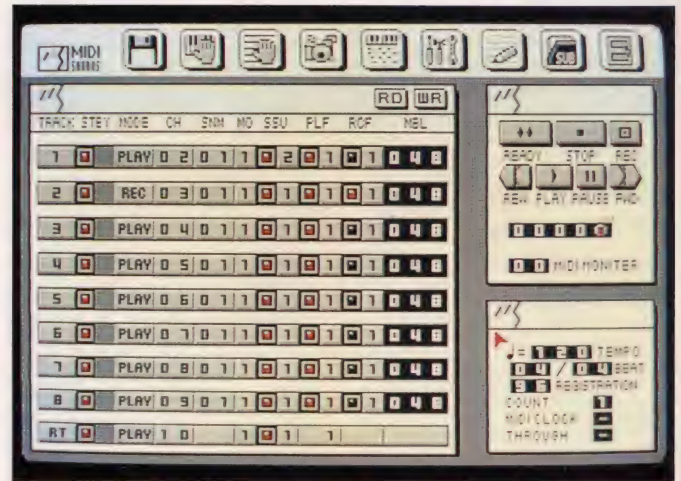 MIDI
SUB
RD WR
TRACK STBY MODE CH SNM MO SSU PLF RCF MBL
1 PLAY 0 2 0 1 1 2 1 1 0 4 8
2 REC 0 3 0 1 1 1 1 1 0 4 8
3 PLAY 0 4 0 1 1 1 1 1 0 4 8
4 PLAY 0 5 0 1 1 1 1 1 0 4 8
5 PLAY 0 6 0 1 1 1 1 1 0 4 8
6 PLAY 0 7 0 1 1 1 1 1 0 4 8
7 PLAY 0 8 0 1 1 1 1 1 0 4 8
8 PLAY 0 9 0 1 1 1 1 1 0 4 8
RT PLAY 1 0 1 1 1
READY STOP REC
REW PLAY PAUSE FWD
0 0 0 0
0 0 MIDI MONITER
♩= 1 2 0 TEMPO
0 4 / 0 4 BEAT
9 6 REGISTRATION
COUNT 1
MIDI CLOCK
THROUGH